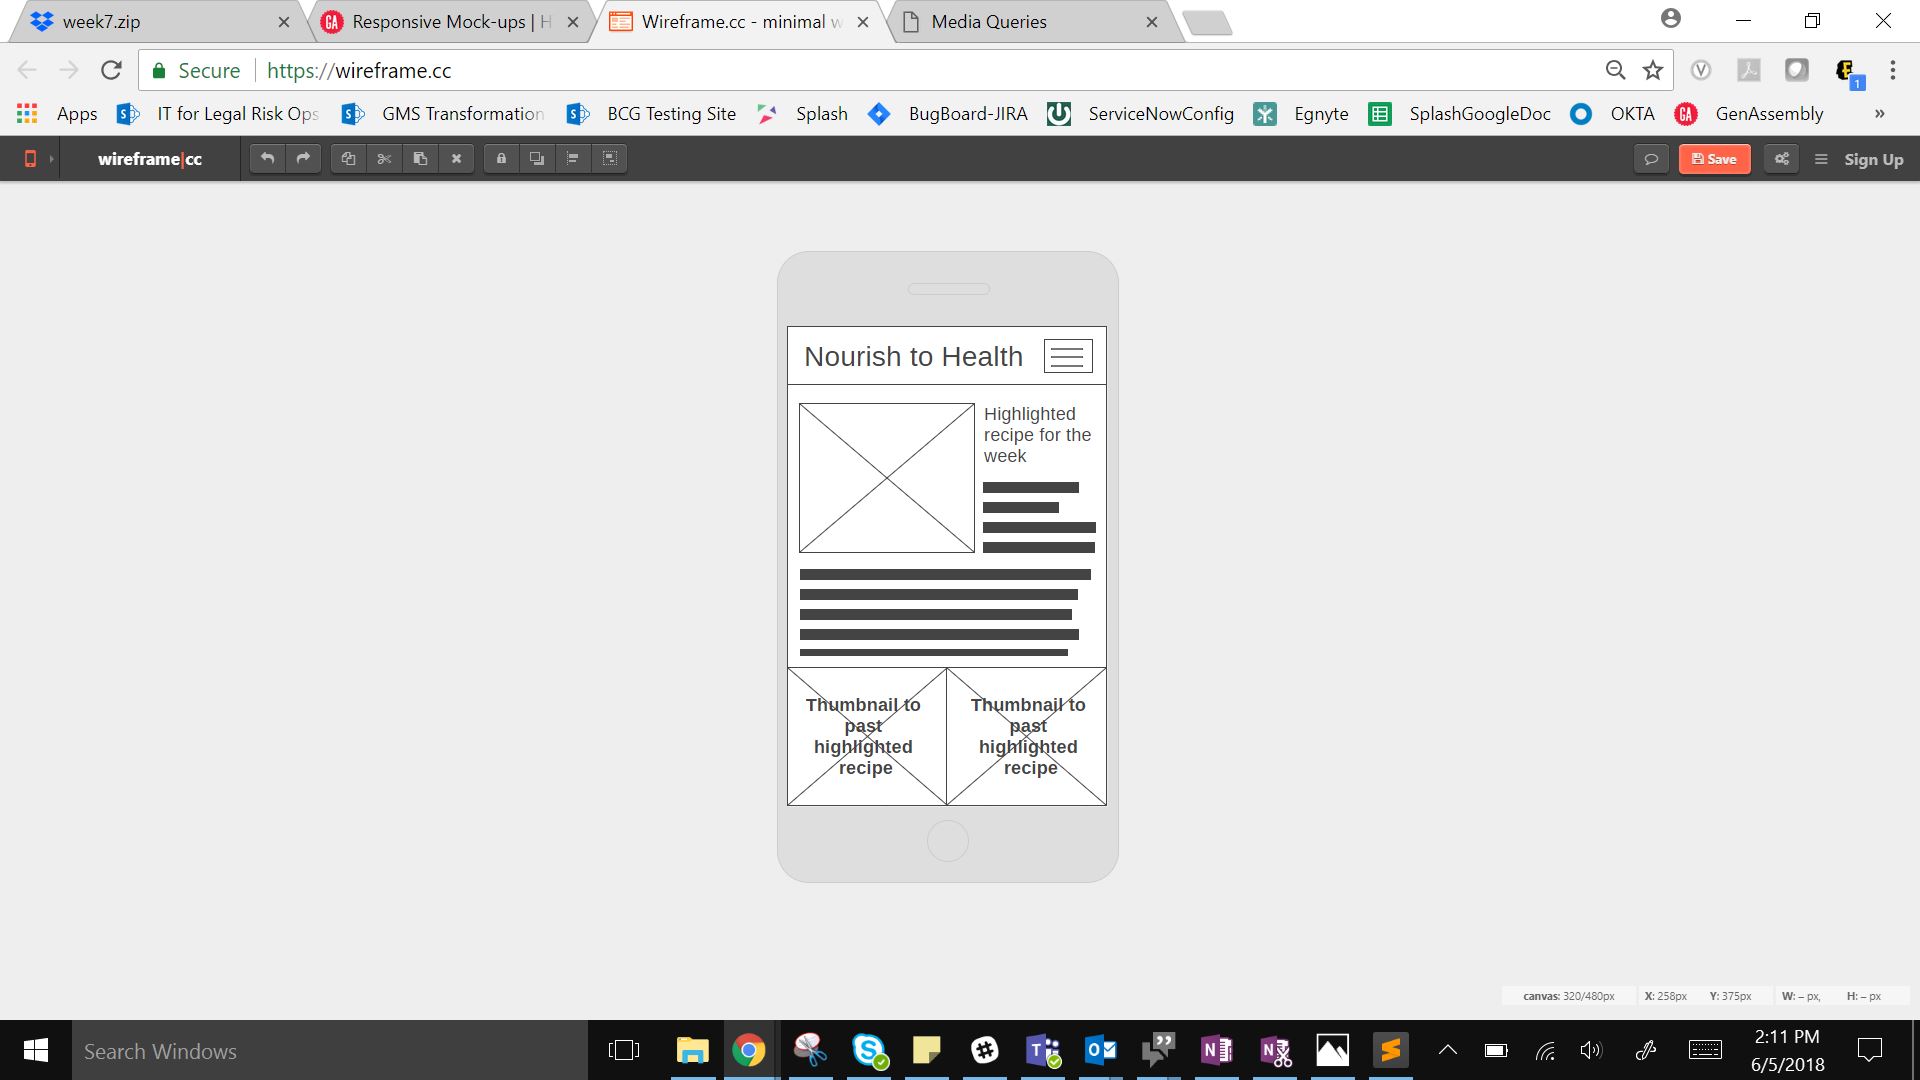 week7.zip
Responsive Mock-ups | H
Wireframe.cc - minimal w
Media Queries
Secure
https://wireframe.cc
Apps
IT for Legal Risk Ops
GMS Transformation
BCG Testing Site
Splash
BugBoard-JIRA
ServiceNowConfig
Egnyte
SplashGoogleDoc
OKTA
GA
GenAssembly
»
1
wireframe|cc
Save
Sign Up
Nourish to Health
Highlighted
recipe for the
week
Thumbnail to
past
highlighted
recipe
Thumbnail to
past
highlighted
recipe
canvas: 320/480px
X: 258px
Y: 375px
W: – px,
H: – px
Search Windows
2:11 PM
6/5/2018